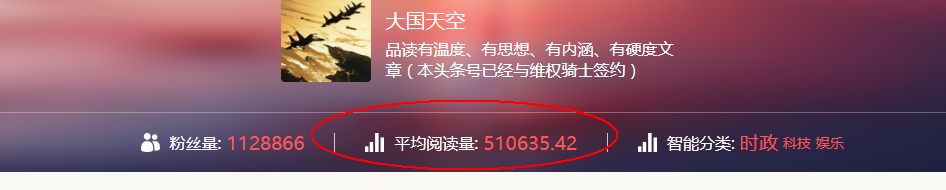 大国天空
品读有温度、有思想、有内涵、有硬度文
章（本头条号已经与维权骑士签约）
粉丝量: 1128866 平均阅读量: 510635.42 智能分类: 时政 科技 娱乐